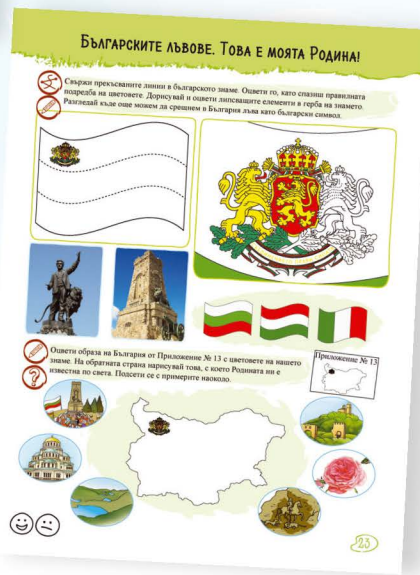 Българските лъвове. Това е моята Родина!
Свържи прекъсваните линии в българското знаме. Оцвети го, като спазиш правилната
подредба на цветовете. Дорисувай и оцвети липсващите елементи в герба на знамето.
Разгледай къде още можем да срещнем в България лъва като български символ.
Оцвети образа на България от Приложение № 13 с цветовете на нашето
знаме. На обратната страна нарисувай това, с което Родината ни е
известна по света. Подсети се с примерите наоколо.
Приложение № 13
23